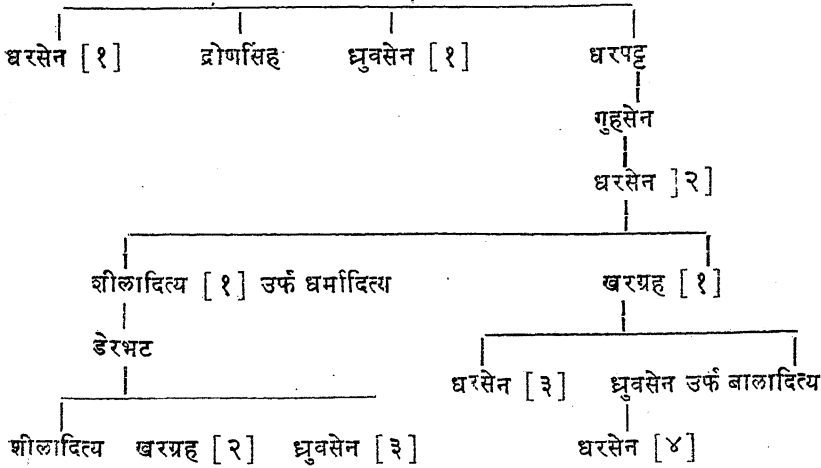 धरसेन [१] द्रोणसिंह ध्रुवसेन [१] धरपट्ट
गुहसेन
धरसेन ]२]
शीलादित्य [१] उर्फ धर्मादित्य खरग्रह [१]
डेरभट
धरसेन [३] ध्रुवसेन उर्फ बालादित्य
शीलादित्य खरग्रह [२] ध्रुवसेन [३] धरसेन [४]